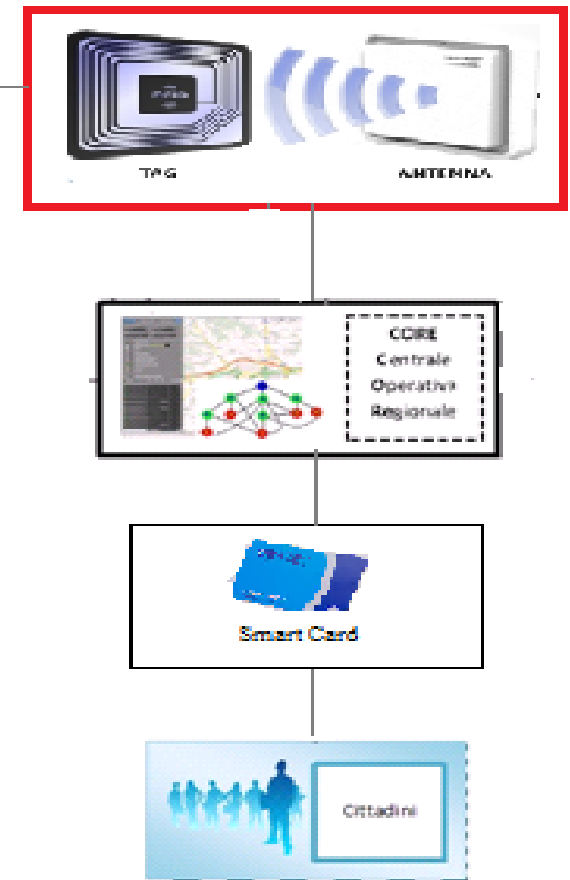 TAG
ANTENNA
CORE
Centrale
Operativa
Regionale
Smart Card
Cittadini